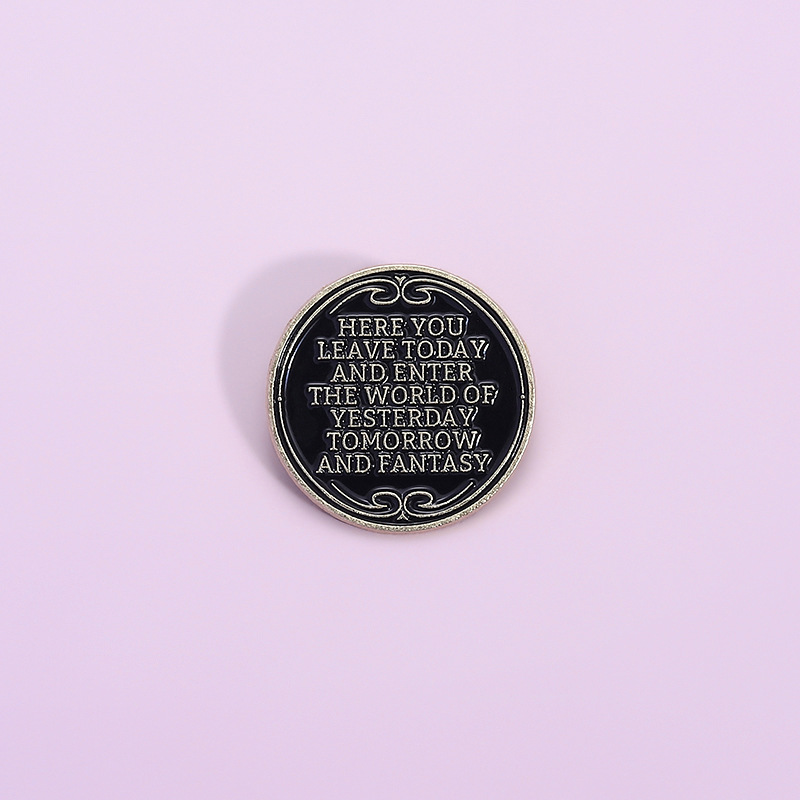 HERE YOU
LEAVE TODAY
AND ENTER
THE WORLD OF
YESTERDAY
TOMORROW
AND FANTASY